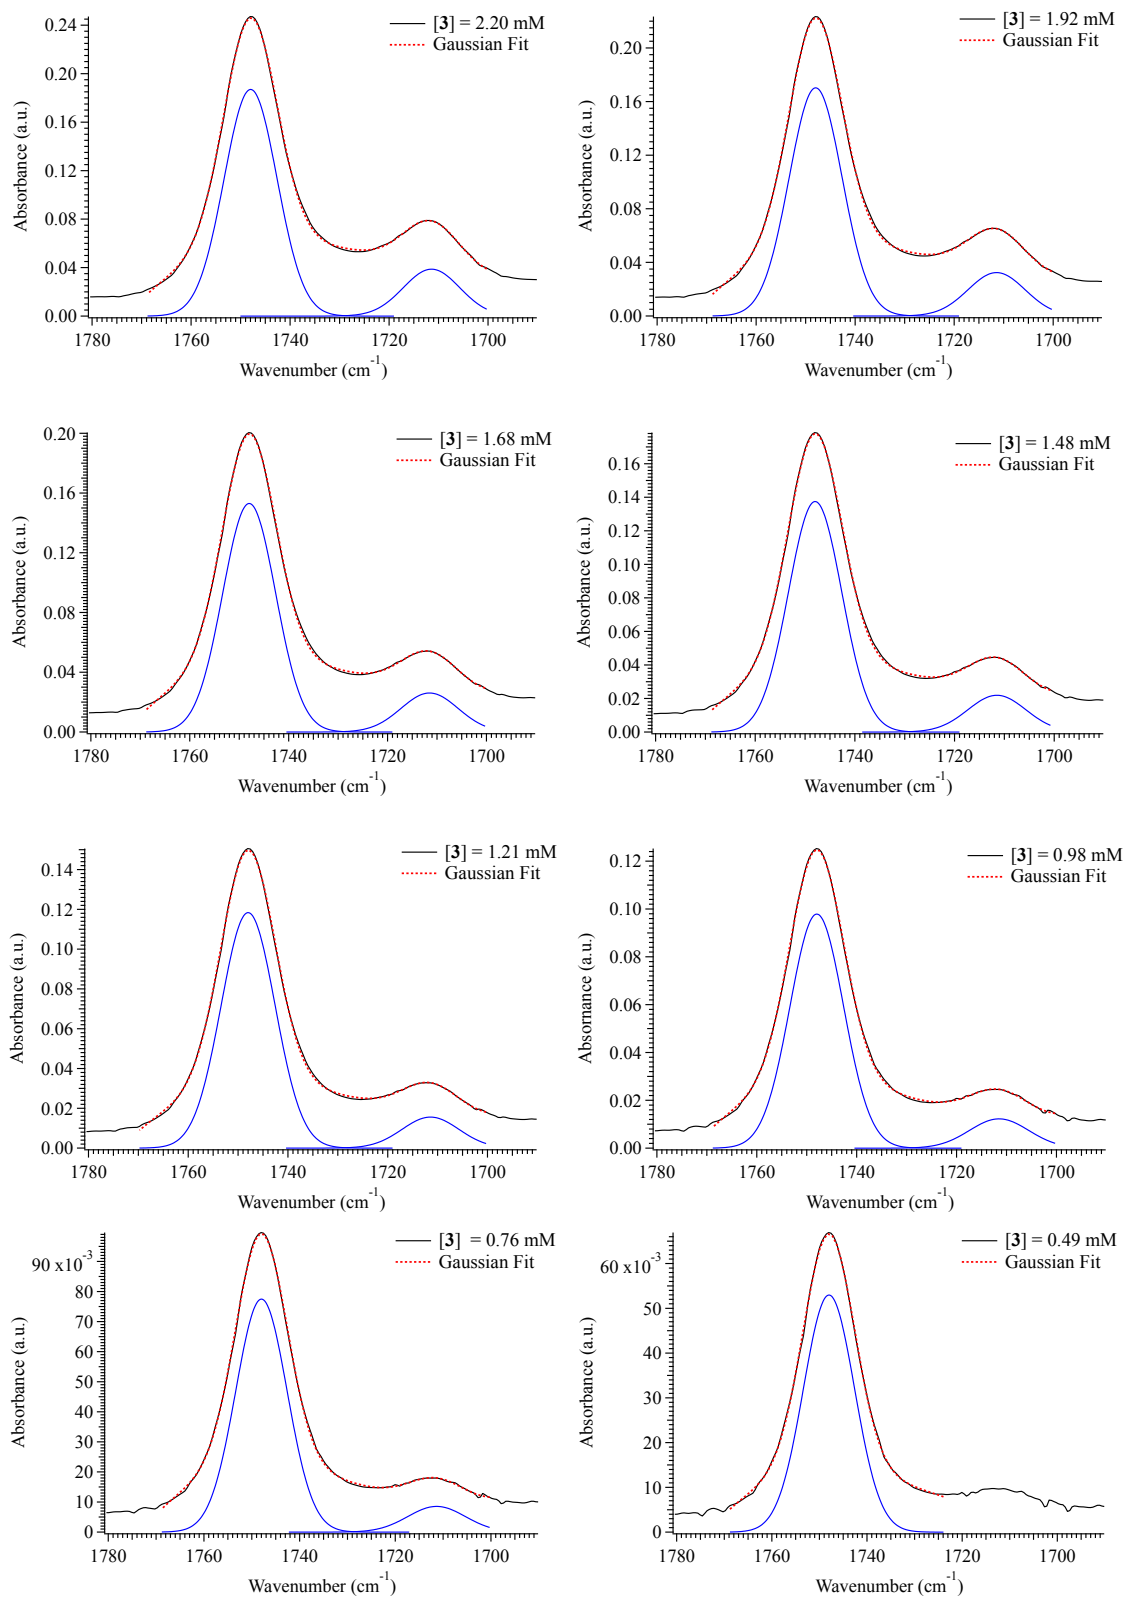 [3] = 2.20 mM
Gaussian Fit
0.24
0.20
0.16
0.12
0.08
0.04
0.00
Absorbance (a.u.)
1780 1760 1740 1720 1700
Wavenumber (cm-1)
[3] = 1.92 mM
Gaussian Fit
0.20
0.16
0.12
0.08
0.04
0.00
Absorbance (a.u.)
1780 1760 1740 1720 1700
Wavenumber (cm-1)
[3] = 1.68 mM
Gaussian Fit
0.20
0.16
0.12
0.08
0.04
0.00
Absorbance (a.u.)
1780 1760 1740 1720 1700
Wavenumber (cm-1)
[3] = 1.48 mM
Gaussian Fit
0.16
0.14
0.12
0.10
0.08
0.06
0.04
0.02
0.00
Absorbance (a.u.)
1780 1760 1740 1720 1700
Wavenumber (cm-1)
[3] = 1.21 mM
Gaussian Fit
0.14
0.12
0.10
0.08
0.06
0.04
0.02
0.00
Absorbance (a.u.)
1780 1760 1740 1720 1700
Wavenumber (cm-1)
[3] = 0.98 mM
Gaussian Fit
0.12
0.10
0.08
0.06
0.04
0.02
0.00
Absornance (a.u.)
1780 1760 1740 1720 1700
Wavenumber (cm-1)
[3] = 0.76 mM
Gaussian Fit
90 x10-3
80
70
60
50
40
30
20
10
0
Absorbance (a.u.)
1780 1760 1740 1720 1700
Wavenumber (cm-1)
[3] = 0.49 mM
Gaussian Fit
60 x10-3
50
40
30
20
10
0
Absorbance (a.u.)
1780 1760 1740 1720 1700
Wavenumber (cm-1)